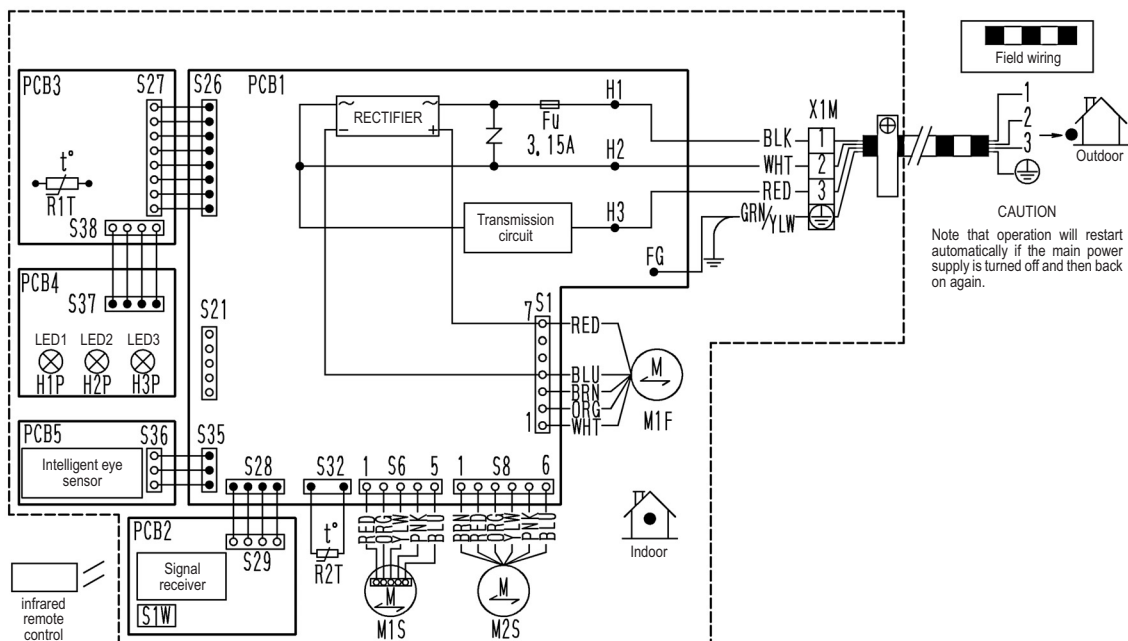 PCB3
S27
S26
PCB1
RECTIFIER
~
~
−
+
Fu
3.15A
H1
H2
H3
X1M
BLK
1
WHT
2
RED
3
GRN/YLW
Transmission
circuit
FG
Field wiring
1
2
3
Outdoor
CAUTION
Note that operation will restart
automatically if the main power
supply is turned off and then back
on again.
t°
R1T
S38
PCB4
S37
LED1
LED2
LED3
H1P
H2P
H3P
S21
7
S1
RED
BLU
BRN
ORG
WHT
1
M
M1F
PCB5
S36
S35
Intelligent eye
sensor
S28
S32
1
S6
5
1
S8
6
RED
ORG
YLW
PNK
BLU
BRN
RED
ORG
YLW
PNK
BLU
PCB2
S29
Signal
receiver
S1W
t°
R2T
M
M1S
M
M2S
Indoor
infrared
remote
control